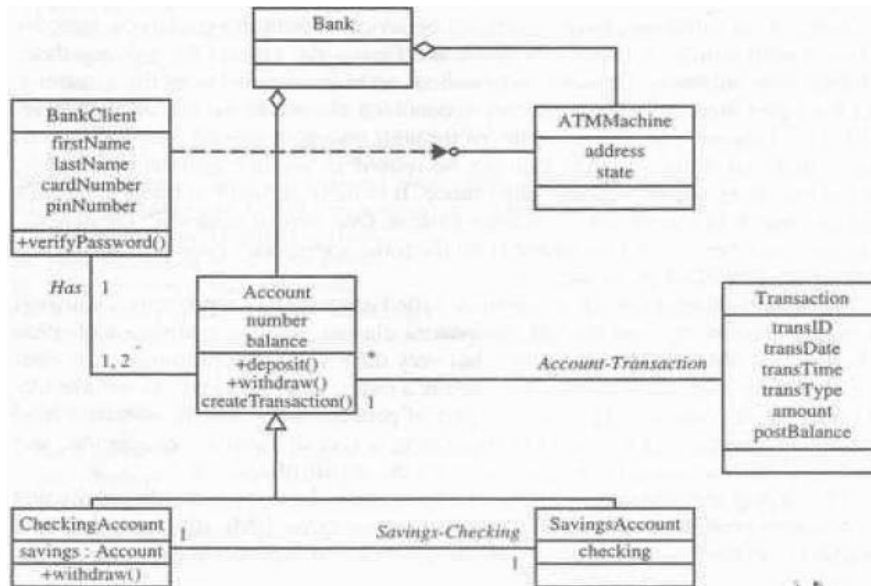 Bank
BankClient
firstName
lastName
cardNumber
pinNumber
+verifyPassword()
ATMMachine
address
state
Has 1
1, 2
Account
number
balance
+deposit()
+withdraw()
createTransaction()
*
1
Account-Transaction
Transaction
transID
transDate
transTime
transType
amount
postBalance
CheckingAccount
savings : Account
+withdraw()
1
Savings-Checking
1
SavingsAccount
checking